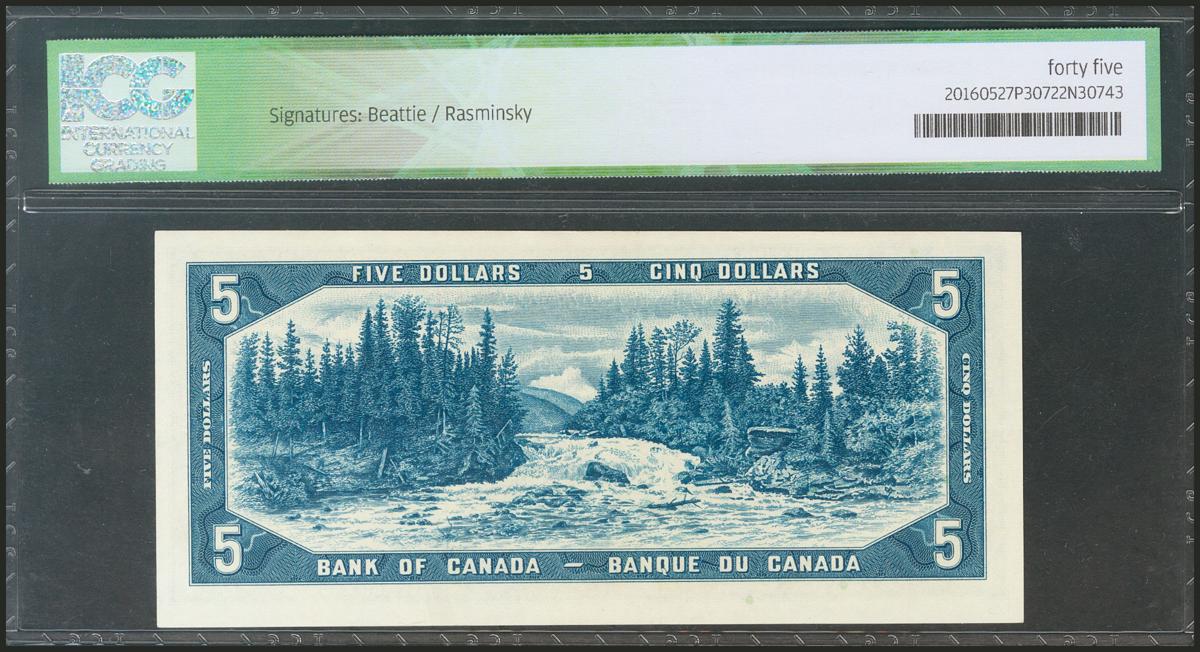 ICG
INTERNATIONAL
CURRENCY
GRADING
Signatures: Beattie / Rasminsky
forty five
20160527P30722N30743
5 FIVE DOLLARS 5 CINQ DOLLARS 5
FIVE DOLLARS
CINQ DOLLARS
5 BANK OF CANADA — BANQUE DU CANADA 5